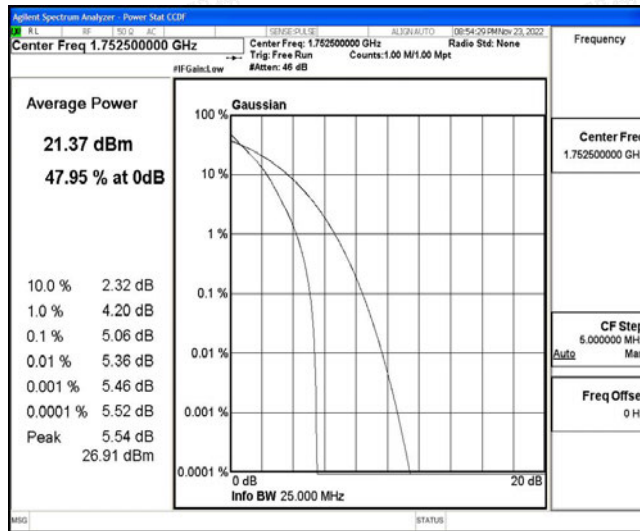 Agilent Spectrum Analyzer - Power Stat CCDF
RL RF 50 Ω AC SENSE:PULSE ALIGN AUTO 08:54:29 PM Nov 23, 2022
Center Freq 1.752500000 GHz
Center Freq: 1.752500000 GHz Radio Std: None
Trig: Free Run Counts:1.00 M/1.00 Mpt
#IFGain:Low #Atten: 46 dB
Frequency
Average Power
21.37 dBm
47.95 % at 0dB
10.0 % 2.32 dB
1.0 % 4.20 dB
0.1 % 5.06 dB
0.01 % 5.36 dB
0.001 % 5.46 dB
0.0001 % 5.52 dB
Peak 5.54 dB
26.91 dBm
Gaussian
100 %
10 %
1 %
0.1 %
0.01 %
0.001 %
0.0001 %
0 dB 20 dB
Info BW 25.000 MHz
Center Fre
1.752500000 GH
CF Step
5.000000 MH
Auto Ma
Freq Offse
0 H
MSG STATUS